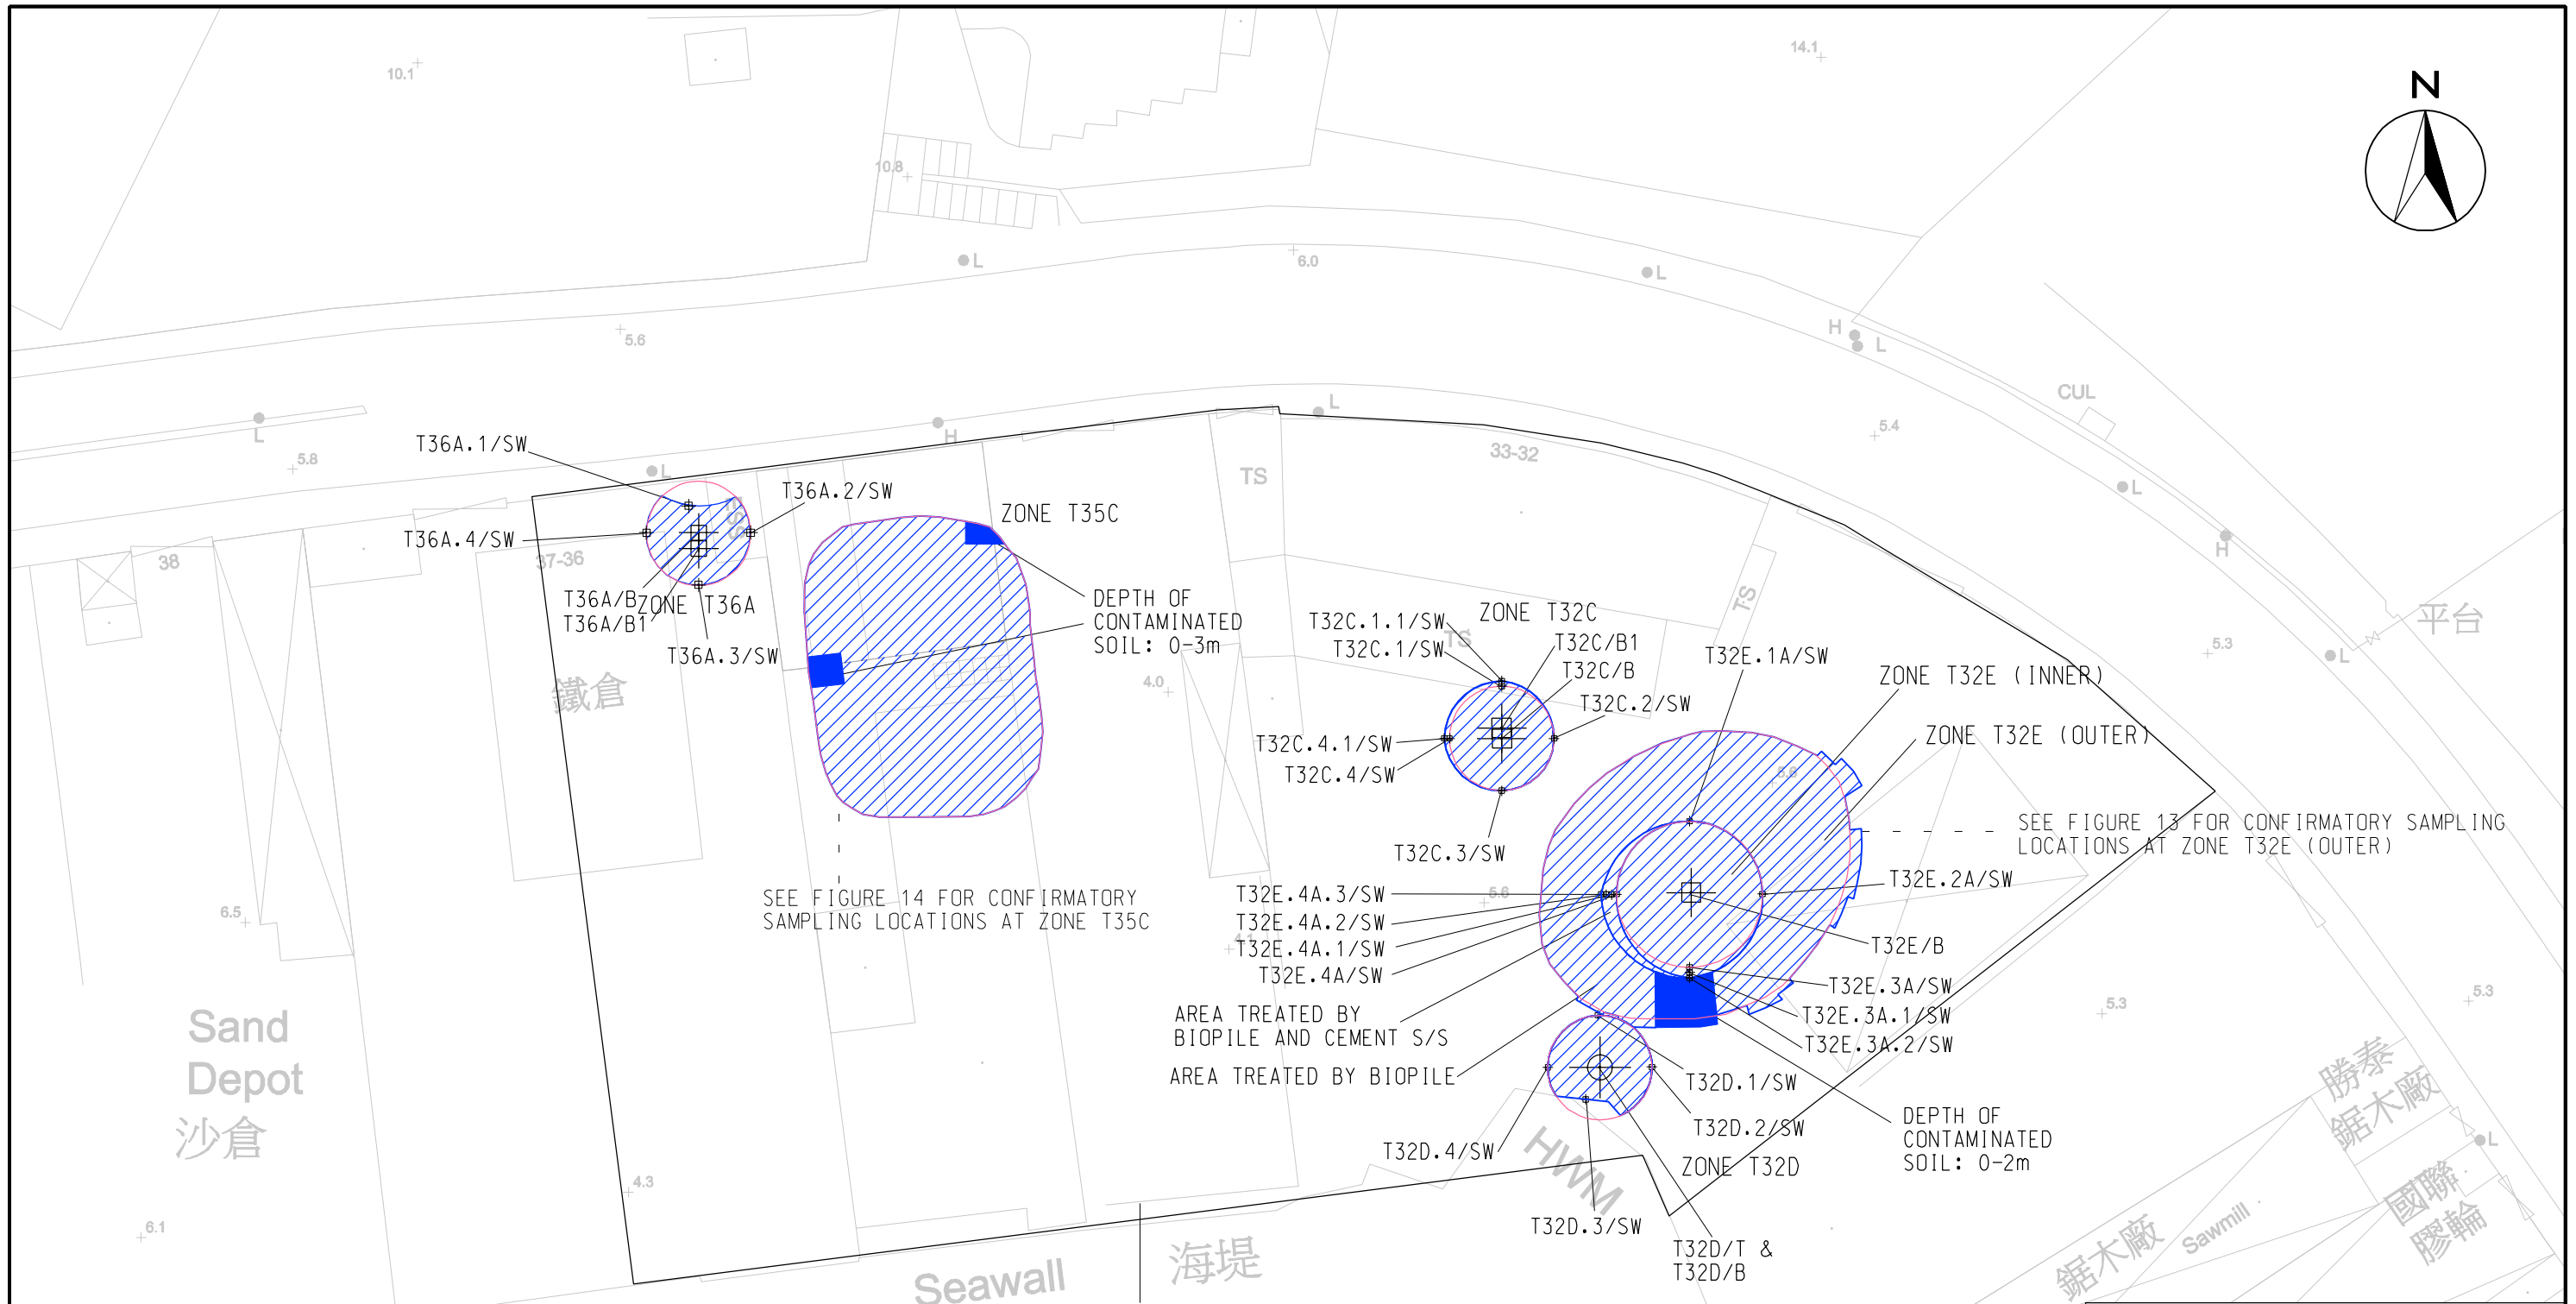 N
14.1
10.1
10.8
L
6.0
L
5.6
H
L
CUL
L
H
L
5.4
T36A.1/SW
5.8
L
33-32
TS
T36A.2/SW
L
ZONE T35C
T36A.4/SW
ESS
H
38
37-36
T36A/B
ZONE T36A
T36A/B1
T36A.3/SW
DEPTH OF
CONTAMINATED
SOIL: 0-3m
TS
平台
T32C.1.1/SW
ZONE T32C
T32C.1/SW
TS
T32C/B1
T32C/B
T32E.1A/SW
5.3
L
鐵倉
4.0
T32C.2/SW
ZONE T32E (INNER)
T32C.4.1/SW
ZONE T32E (OUTER)
T32C.4/SW
5.6
SEE FIGURE 13 FOR CONFIRMATORY SAMPLING
LOCATIONS AT ZONE T32E (OUTER)
T32C.3/SW
SEE FIGURE 14 FOR CONFIRMATORY
SAMPLING LOCATIONS AT ZONE T35C
T32E.4A.3/SW
5.6
T32E.2A/SW
6.5
T32E.4A.2/SW
T32E.4A.1/SW
4.1
T32E/B
T32E.4A/SW
T32E.3A/SW
5.3
5.3
AREA TREATED BY
BIOPILE AND CEMENT S/S
T32E.3A.1/SW
T32E.3A.2/SW
Sand
Depot
沙倉
AREA TREATED BY BIOPILE
T32D.1/SW
勝泰
鋸木廠
T32D.2/SW
DEPTH OF
CONTAMINATED
SOIL: 0-2m
L
T32D.4/SW
HWM
ZONE T32D
4.3
6.1
T32D.3/SW
國聯
膠輪
T32D/T &
T32D/B
鋸木廠
Sawmill
Seawall
海堤